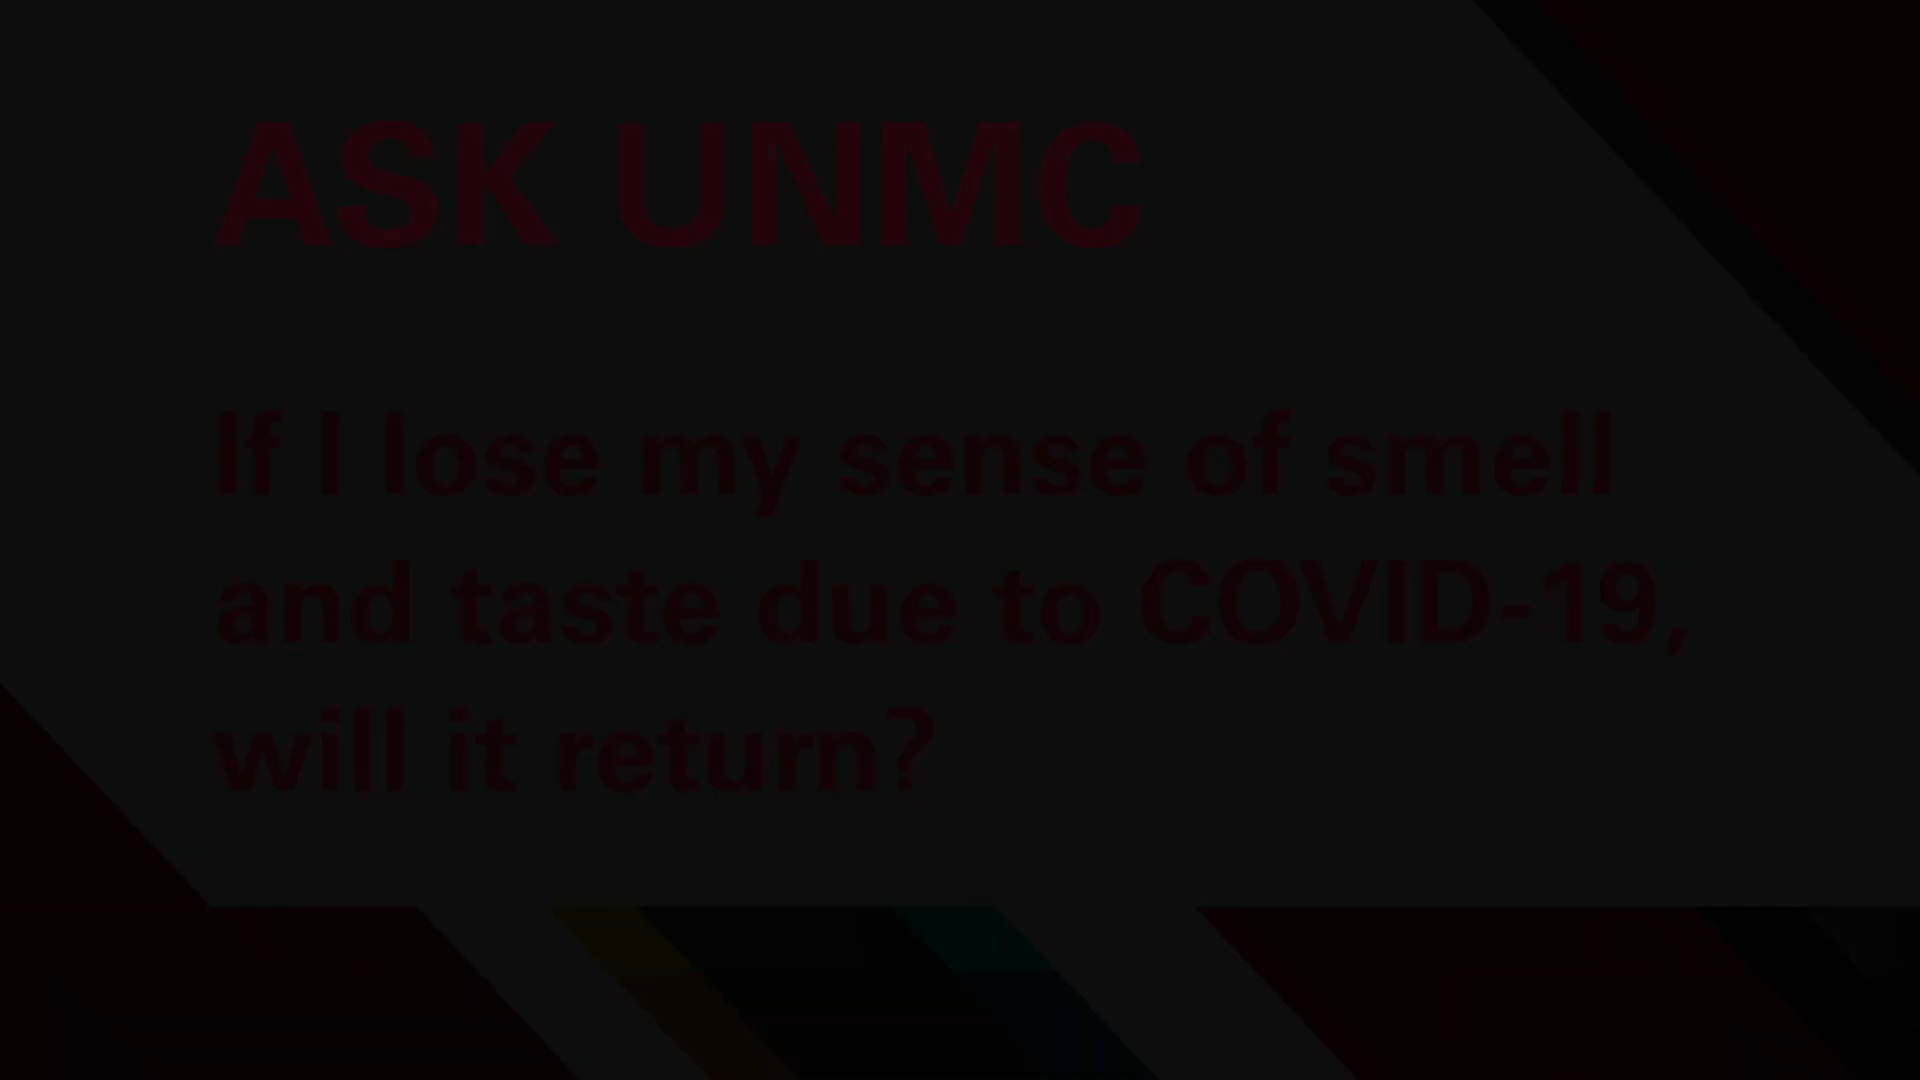 ASK UNMC
If I lose my sense of smell
and taste due to COVID-19,
will it return?